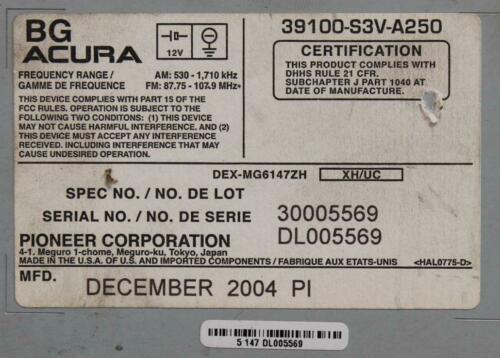 BG
ACURA
12V
39100-S3V-A250
CERTIFICATION
THIS PRODUCT COMPLIES WITH
DHHS RULE 21 CFR.
SUBCHAPTER J PART 1040 AT
DATE OF MANUFACTURE.
FREQUENCY RANGE / AM: 530 - 1,710 kHz
GAMME DE FREQUENCE FM: 87.75 - 107.9 MHz
THIS DEVICE COMPLIES WITH PART 15 OF THE
FCC RULES. OPERATION IS SUBJECT TO THE
FOLLOWING TWO CONDITONS: (1) THIS DEVICE
MAY NOT CAUSE HARMFUL INTERFERENCE, AND (2)
THIS DEVICE MUST ACCEPT ANY INTERFERENCE
RECEIVED, INCLUDING INTERFERENCE THAT MAY
CAUSE UNDESIRED OPERATION.
DEX-MG6147ZH XH/UC
SPEC NO. / NO. DE LOT
SERIAL NO. / NO. DE SERIE 30005569
PIONEER CORPORATION DL005569
4-1, Meguro 1-chome, Meguro-ku, Tokyo, Japan
MADE IN THE U.S.A. OF U.S. AND IMPORTED COMPONENTS / FABRIQUE AUX ETATS-UNIS <HAL0775-D>
MFD. DECEMBER 2004 PI
5 147 DL005569